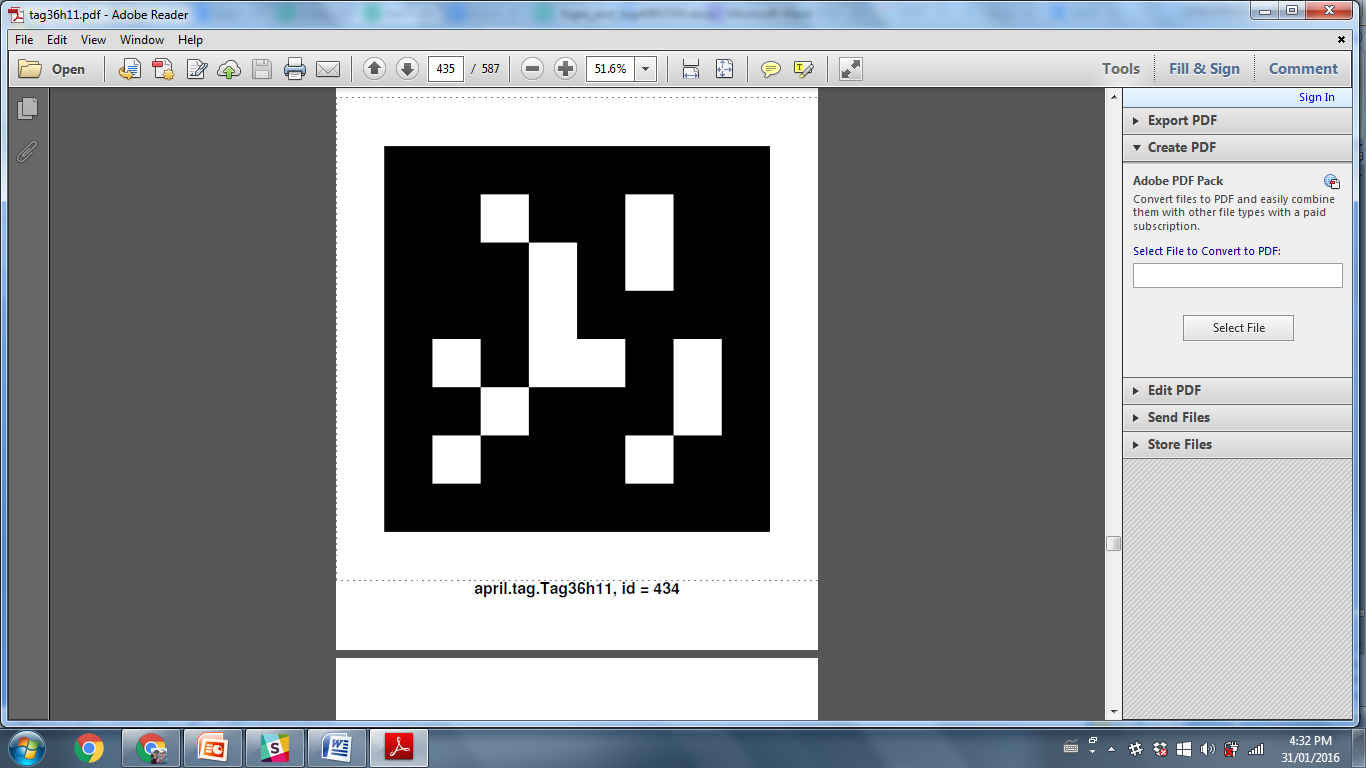 tag36h11.pdf - Adobe Reader
File Edit View Window Help
Open 435 / 587 51.6% Tools Fill & Sign Comment
Sign In
Export PDF
Create PDF
Adobe PDF Pack
Convert files to PDF and easily combine
them with other file types with a paid
subscription.
Select File to Convert to PDF:
Select File
Edit PDF
Send Files
Store Files
april.tag.Tag36h11, id = 434
4:32 PM
31/01/2016